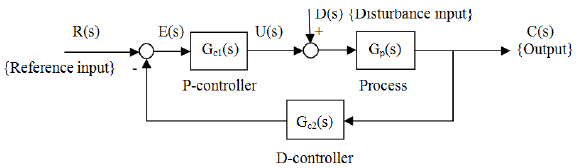 D(s) {Disturbance input}
R(s) E(s) U(s) + C(s)
Gc1(s) Gp(s) {Output}
{Reference input} -
P-controller Process
Gc2(s)
D-controller